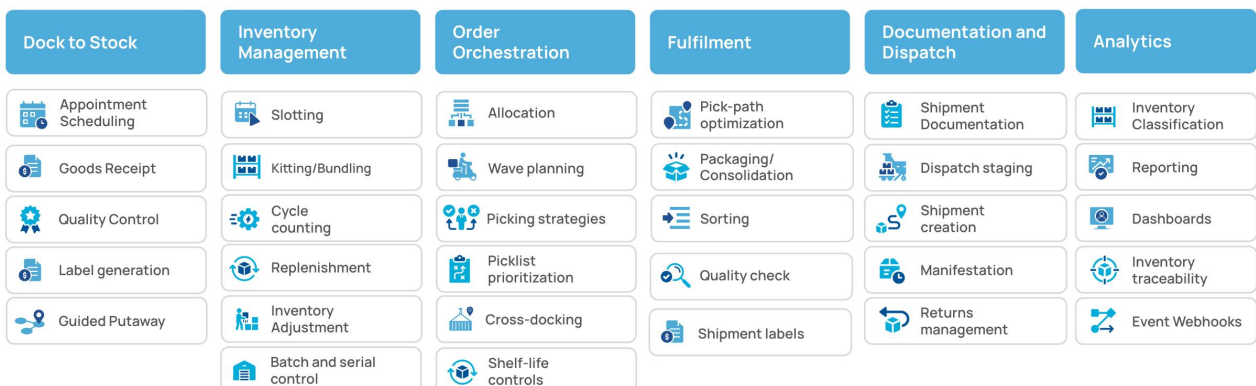 Dock to Stock
Appointment
Scheduling
Goods Receipt
Quality Control
Label generation
Guided Putaway
Inventory
Management
Slotting
Kitting/Bundling
Cycle
counting
Replenishment
Inventory
Adjustment
Batch and serial
control
Order
Orchestration
Allocation
Wave planning
Picking strategies
Picklist
prioritization
Cross-docking
Shelf-life
controls
Fulfilment
Pick-path
optimization
Packaging/
Consolidation
Sorting
Quality check
Shipment labels
Documentation and
Dispatch
Shipment
Documentation
Dispatch staging
Shipment
creation
Manifestation
Returns
management
Analytics
Inventory
Classification
Reporting
Dashboards
Inventory
traceability
Event Webhooks